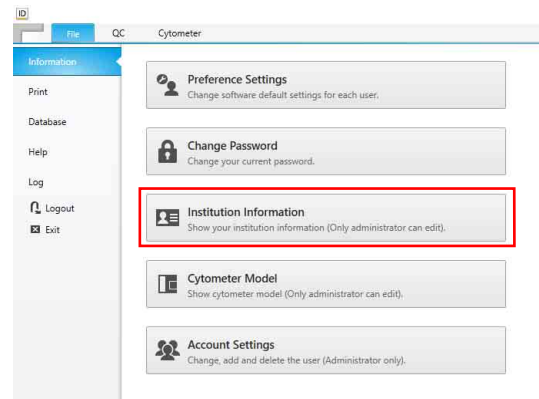 ID
File QC Cytometer
Information
Print
Database
Help
Log
Logout
Exit
Preference Settings
Change software default settings for each user.
Change Password
Change your current password.
Institution Information
Show your institution information (Only administrator can edit).
Cytometer Model
Show cytometer model (Only administrator can edit).
Account Settings
Change, add and delete the user (Administrator only).